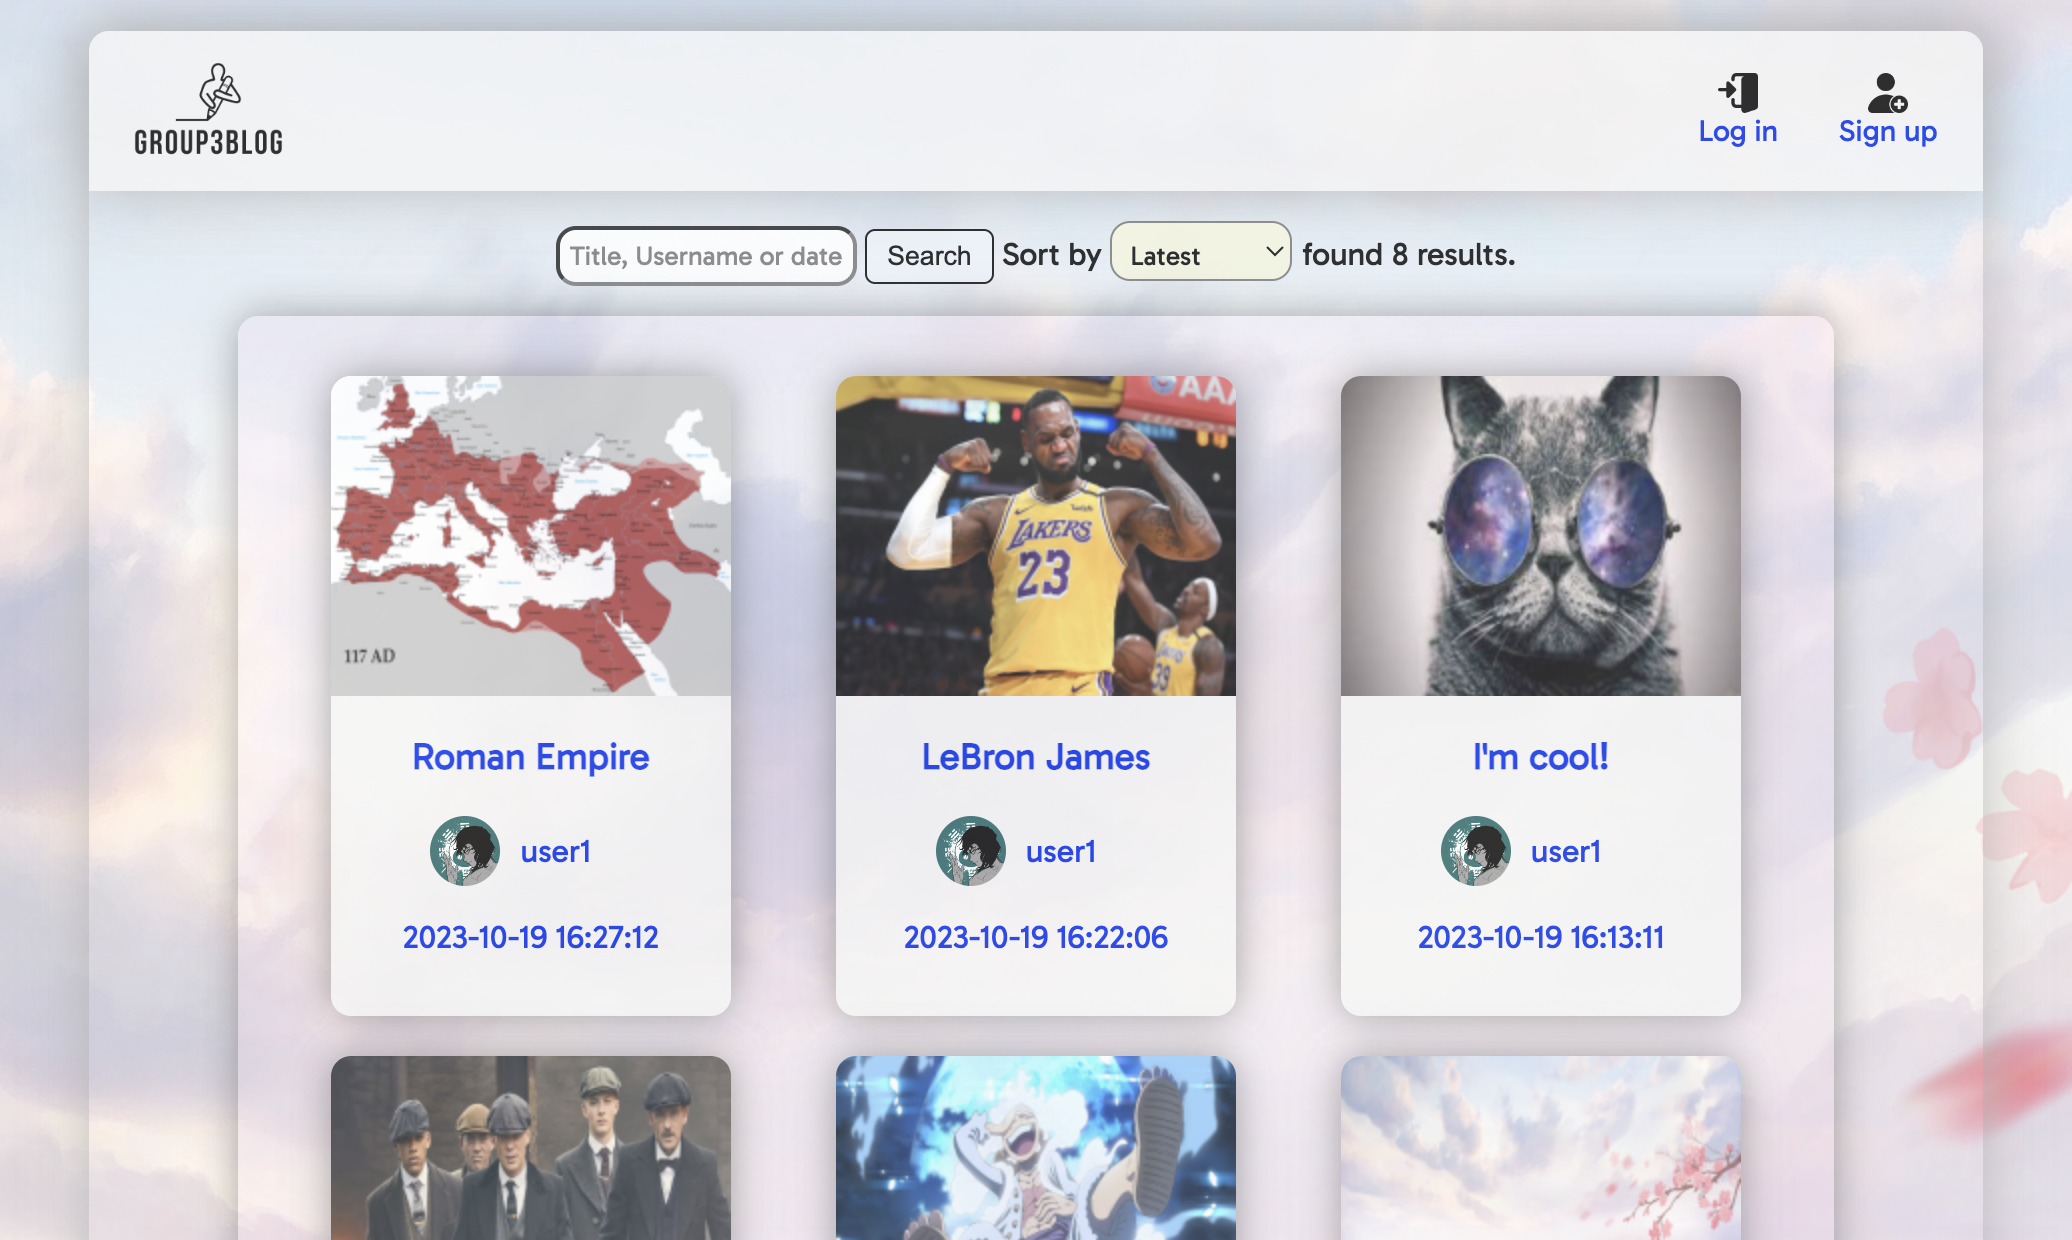 GROUP3BLOG
Log in
Sign up
Title, Username or date
Search
Sort by
Latest
found 8 results.
117 AD
AAA
LAKERS
23
39
Roman Empire
LeBron James
I'm cool!
user1
user1
user1
2023-10-19 16:27:12
2023-10-19 16:22:06
2023-10-19 16:13:11